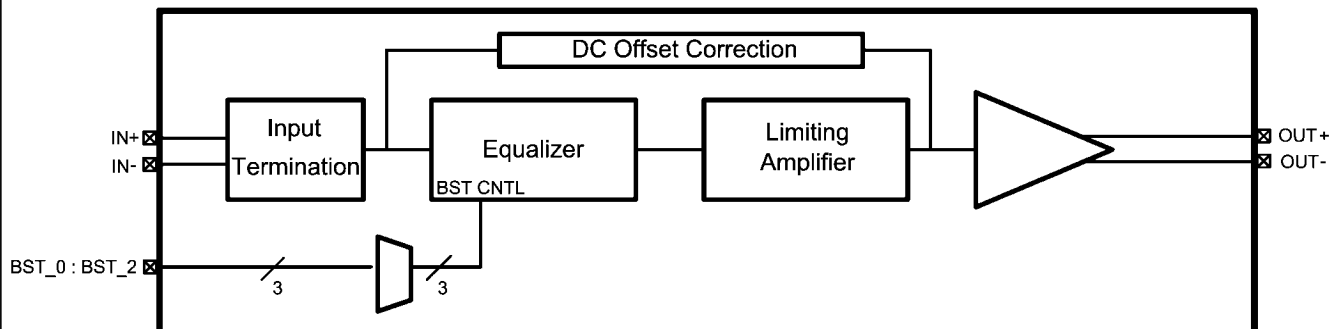 DC Offset Correction
IN+
IN-
Input
Termination
Equalizer
BST CNTL
Limiting
Amplifier
OUT+
OUT-
BST_0 : BST_2
3
3